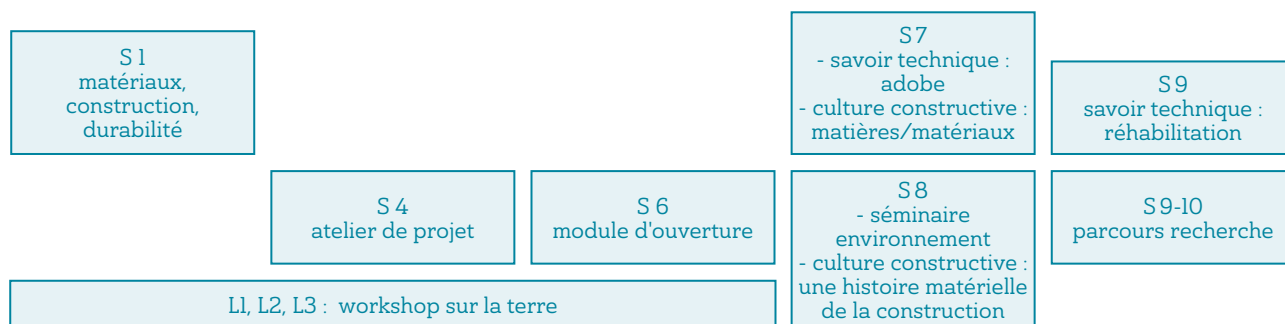 S 1
matériaux,
construction,
durabilité
S 4
atelier de projet
S 6
module d'ouverture
L1, L2, L3 : workshop sur la terre
S 7
- savoir technique :
adobe
- culture constructive :
matières/matériaux
S 8
- séminaire
environnement
- culture constructive :
une histoire matérielle
de la construction
S 9
savoir technique :
réhabilitation
S 9-10
parcours recherche